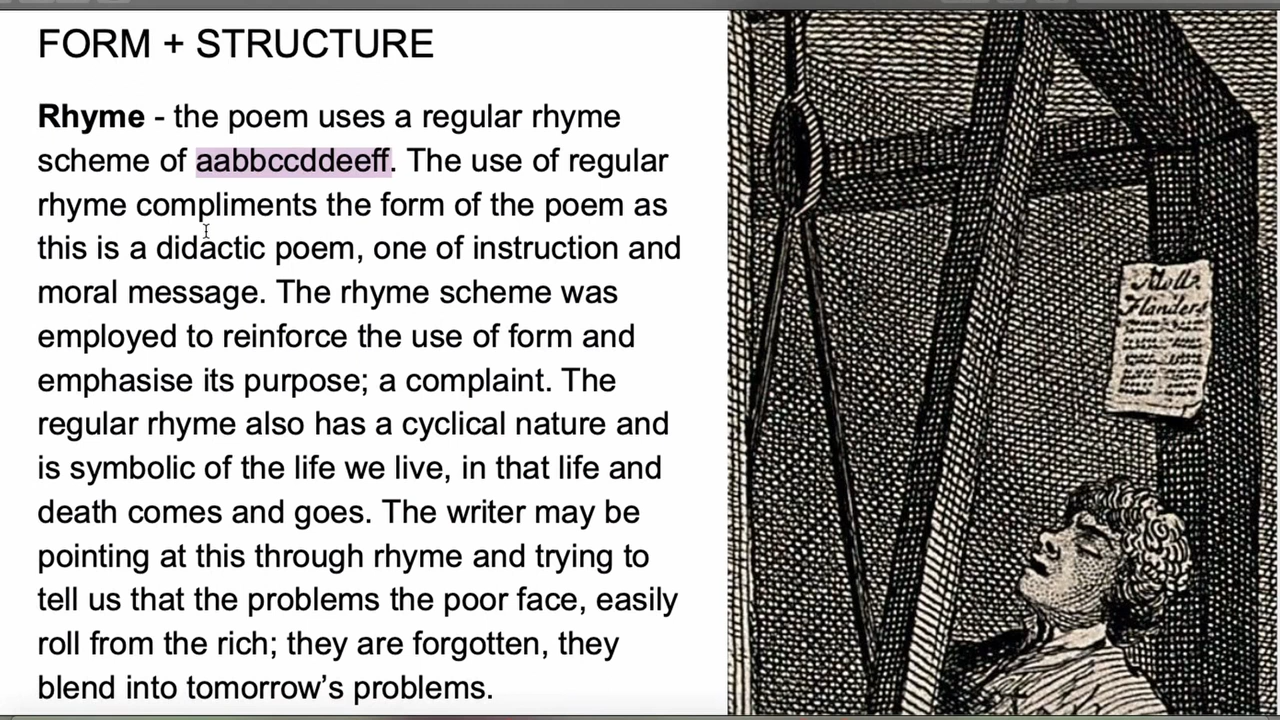 FORM + STRUCTURE
Rhyme - the poem uses a regular rhyme
scheme of aabbccddeeff. The use of regular
rhyme compliments the form of the poem as
this is a didactic poem, one of instruction and
moral message. The rhyme scheme was
employed to reinforce the use of form and
emphasise its purpose; a complaint. The
regular rhyme also has a cyclical nature and
is symbolic of the life we live, in that life and
death comes and goes. The writer may be
pointing at this through rhyme and trying to
tell us that the problems the poor face, easily
roll from the rich; they are forgotten, they
blend into tomorrow’s problems.
Moll
Flanders